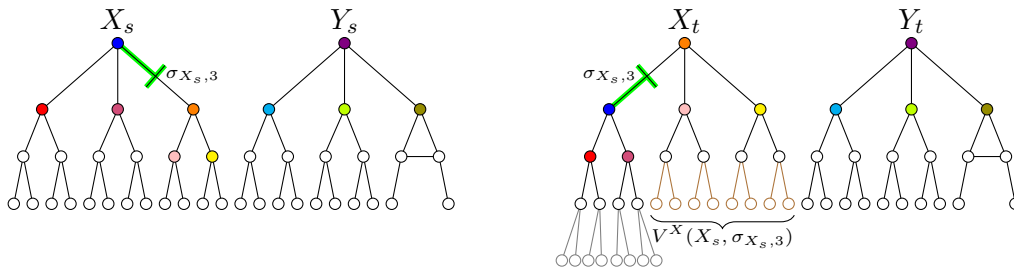 X_s Y_s X_t Y_t
σ_{X_s,3} σ_{X_s,3}
V^X(X_s, σ_{X_s,3})